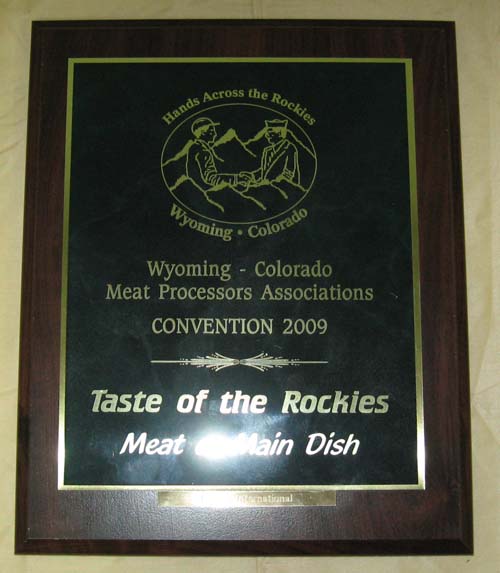 Hands Across the Rockies
Wyoming • Colorado
Wyoming - Colorado
Meat Processors Associations
CONVENTION 2009
Taste of the Rockies
Meat Main Dish
International